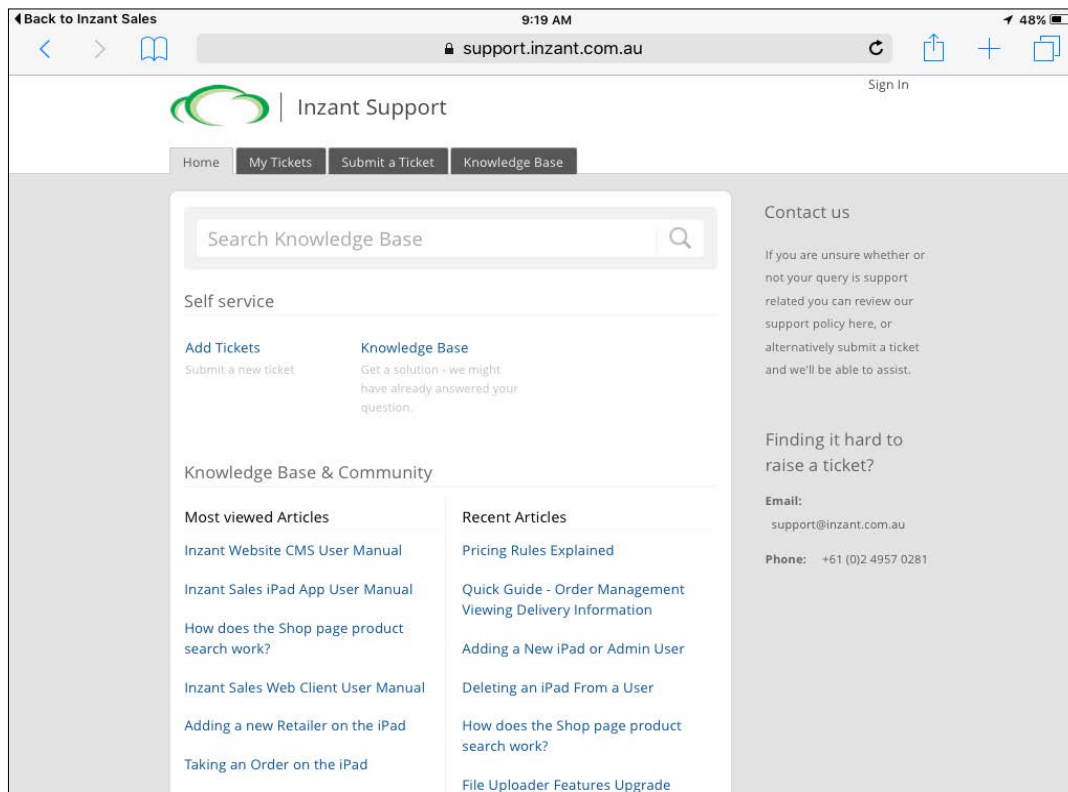 Back to Inzant Sales
9:19 AM
48%
support.inzant.com.au
Sign In
Inzant Support
Home
My Tickets
Submit a Ticket
Knowledge Base
Search Knowledge Base
Self service
Add Tickets
Submit a new ticket
Knowledge Base
Get a solution - we might
have already answered your
question.
Knowledge Base & Community
Most viewed Articles
Inzant Website CMS User Manual
Inzant Sales iPad App User Manual
How does the Shop page product
search work?
Inzant Sales Web Client User Manual
Adding a new Retailer on the iPad
Taking an Order on the iPad
Recent Articles
Pricing Rules Explained
Quick Guide - Order Management
Viewing Delivery Information
Adding a New iPad or Admin User
Deleting an iPad From a User
How does the Shop page product
search work?
File Uploader Features Upgrade
Contact us
If you are unsure whether or
not your query is support
related you can review our
support policy here, or
alternatively submit a ticket
and we'll be able to assist.
Finding it hard to
raise a ticket?
Email:
support@inzant.com.au
Phone: +61 (0)2 4957 0281